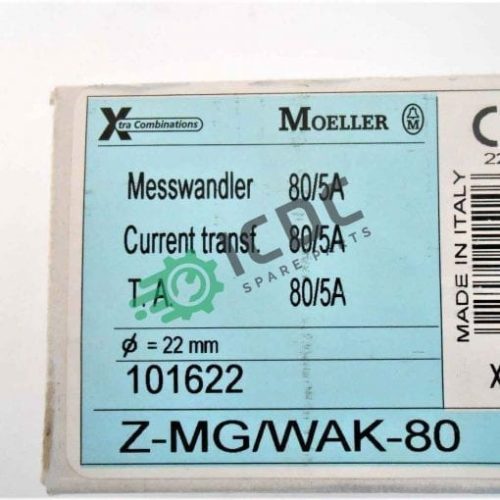 Xtra Combinations MOELLER M
Messwandler 80/5A
Current transf. 80/5A
T. A. 80/5A
ø = 22 mm
101622
Z-MG/WAK-80
MADE IN ITALY
22
X
ICDC
SPARE PARTS